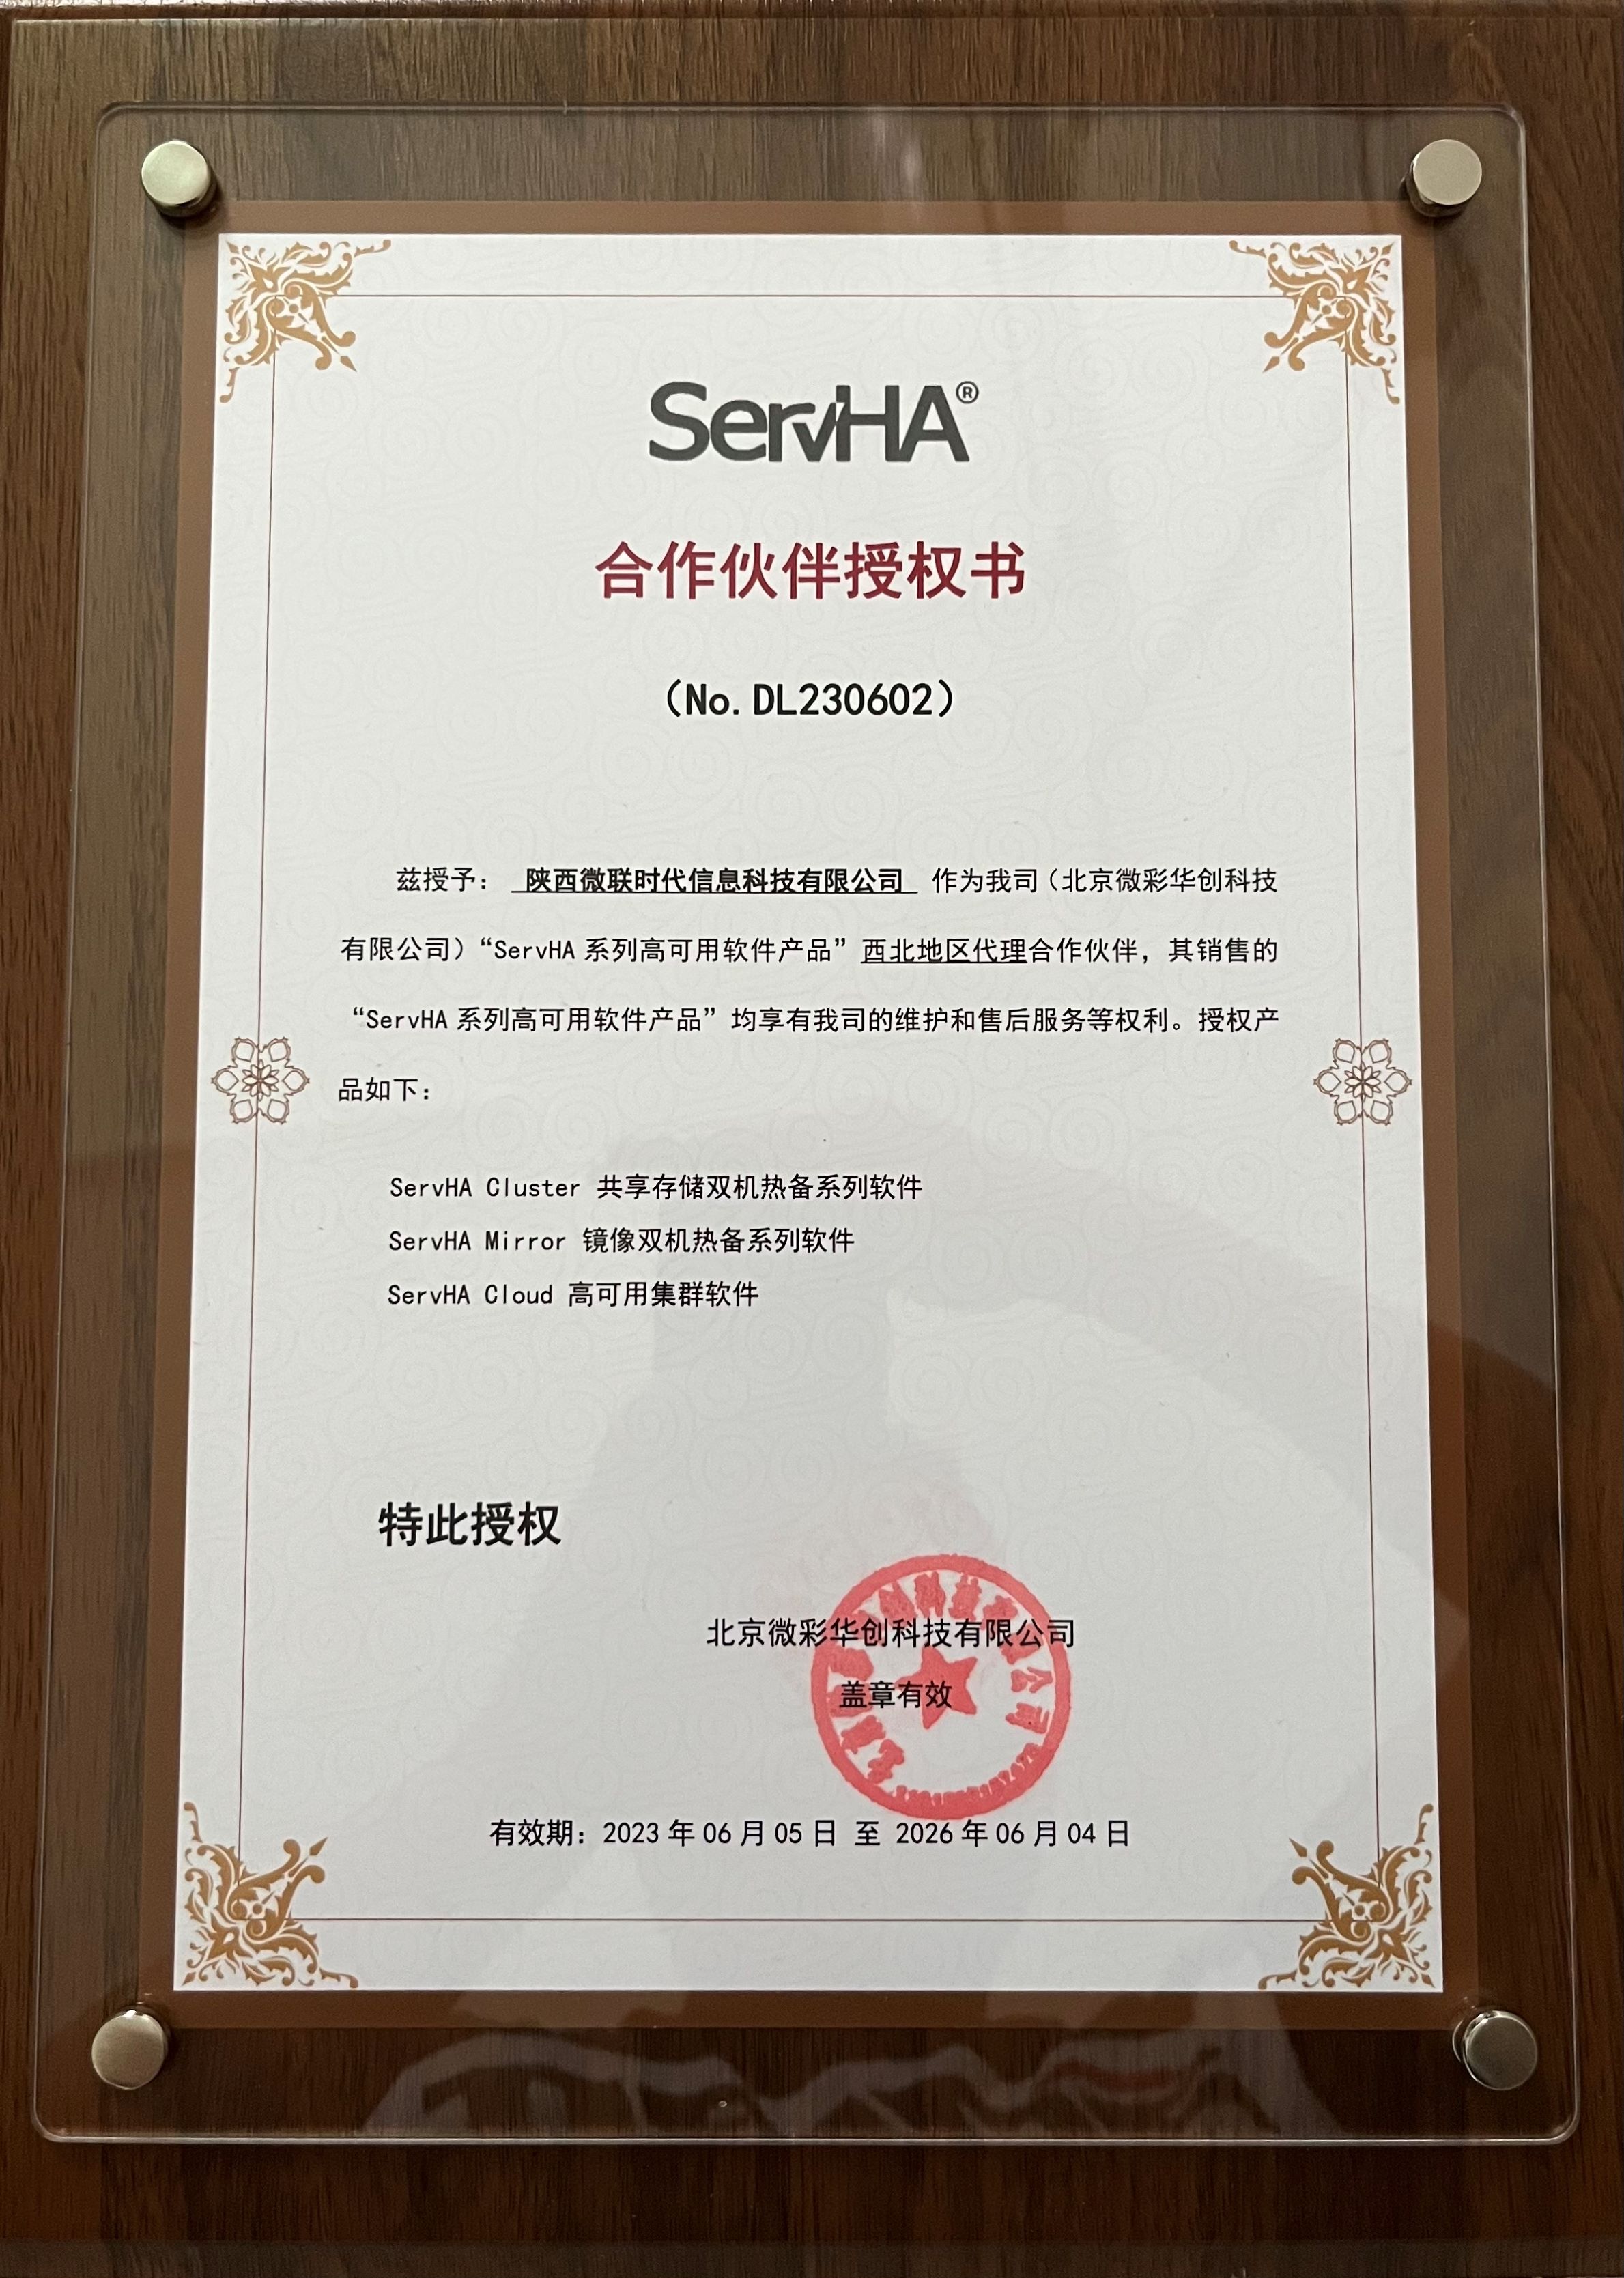 ServHA®
合作伙伴授权书
（No. DL230602）
兹授予： 陕西微联时代信息科技有限公司 作为我司（北京微彩华创科技
有限公司）“ServHA 系列高可用软件产品”西北地区代理合作伙伴，其销售的
“ServHA 系列高可用软件产品”均享有我司的维护和售后服务等权利。授权产
品如下：
ServHA Cluster 共享存储双机热备系列软件
ServHA Mirror 镜像双机热备系列软件
ServHA Cloud 高可用集群软件
特此授权
北京微彩华创科技有限公司
盖章有效
有效期：2023 年 06 月 05 日 至 2026 年 06 月 04 日